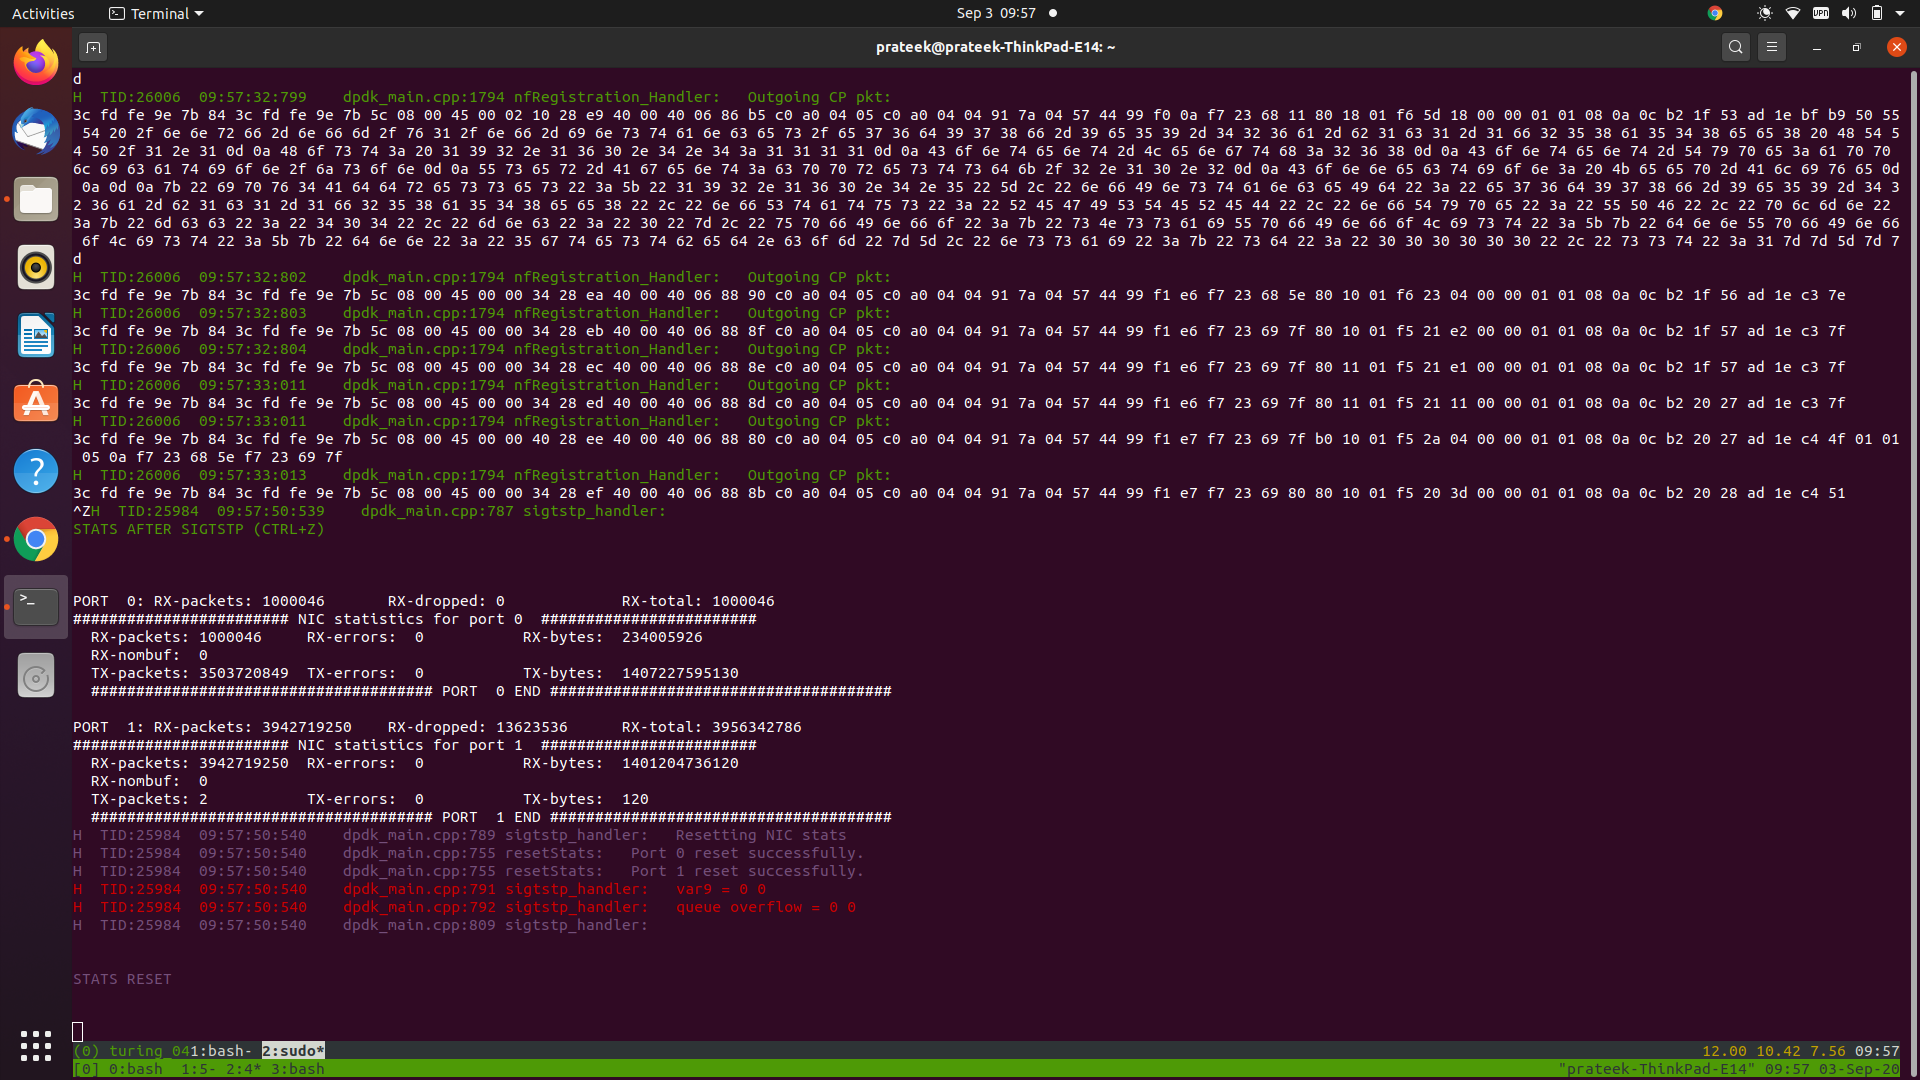 Activities
Terminal
Sep 3 09:57
VPN
prateek@prateek-ThinkPad-E14: ~
d
H  TID:26006  09:57:32:799    dpdk_main.cpp:1794 nfRegistration_Handler:   Outgoing CP pkt:
3c fd fe 9e 7b 84 3c fd fe 9e 7b 5c 08 00 45 00 02 10 28 e9 40 00 40 06 86 b5 c0 a0 04 05 c0 a0 04 04 91 7a 04 57 44 99 f0 0a f7 23 68 11 80 18 01 f6 5d 18 00 00 01 01 08 0a 0c b2 1f 53 ad 1e bf b9 50 55
54 20 2f 6e 6e 72 66 2d 6e 66 6d 2f 76 31 2f 6e 66 2d 69 6e 73 74 61 6e 63 65 73 2f 65 37 36 64 39 37 38 66 2d 39 65 35 39 2d 34 32 36 61 2d 62 31 63 31 2d 31 66 32 35 38 61 35 34 38 65 65 38 20 48 54 5
4 50 2f 31 2e 31 0d 0a 48 6f 73 74 3a 20 31 39 32 2e 31 36 30 2e 34 2e 34 3a 31 31 31 31 0d 0a 43 6f 6e 74 65 6e 74 2d 4c 65 6e 67 74 68 3a 32 36 38 0d 0a 43 6f 6e 74 65 6e 74 2d 54 79 70 65 3a 61 70 70
6c 69 63 61 74 69 6f 6e 2f 6a 73 6f 6e 0d 0a 55 73 65 72 2d 41 67 65 6e 74 3a 63 70 70 72 65 73 74 73 64 6b 2f 32 2e 31 30 2e 32 0d 0a 43 6f 6e 6e 65 63 74 69 6f 6e 3a 20 4b 65 65 70 2d 41 6c 69 76 65 0d
0a 0d 0a 7b 22 69 70 76 34 41 64 64 72 65 73 73 65 73 22 3a 5b 22 31 39 32 2e 31 36 30 2e 34 2e 35 22 5d 2c 22 6e 66 49 6e 73 74 61 6e 63 65 49 64 22 3a 22 65 37 36 64 39 37 38 66 2d 39 65 35 39 2d 34 3
2 36 61 2d 62 31 63 31 2d 31 66 32 35 38 61 35 34 38 65 65 38 22 2c 22 6e 66 53 74 61 74 75 73 22 3a 22 52 45 47 49 53 54 45 52 45 44 22 2c 22 6e 66 54 79 70 65 22 3a 22 55 50 46 22 2c 22 70 6c 6d 6e 22
3a 7b 22 6d 63 63 22 3a 22 34 30 34 22 2c 22 6d 6e 63 22 3a 22 30 22 7d 2c 22 75 70 66 49 6e 66 6f 22 3a 7b 22 73 4e 73 73 61 69 55 70 66 49 6e 66 6f 4c 69 73 74 22 3a 5b 7b 22 64 6e 6e 55 70 66 49 6e 66
6f 4c 69 73 74 22 3a 5b 7b 22 64 6e 6e 22 3a 22 35 67 74 65 73 74 62 65 64 2e 63 6f 6d 22 7d 5d 2c 22 6e 73 73 61 69 22 3a 7b 22 73 64 22 3a 22 30 30 30 30 30 30 22 2c 22 73 73 74 22 3a 31 7d 7d 5d 7d 7
d
H  TID:26006  09:57:32:802    dpdk_main.cpp:1794 nfRegistration_Handler:   Outgoing CP pkt:
3c fd fe 9e 7b 84 3c fd fe 9e 7b 5c 08 00 45 00 00 34 28 ea 40 00 40 06 88 90 c0 a0 04 05 c0 a0 04 04 91 7a 04 57 44 99 f1 e6 f7 23 68 5e 80 10 01 f6 23 04 00 00 01 01 08 0a 0c b2 1f 56 ad 1e c3 7e
H  TID:26006  09:57:32:803    dpdk_main.cpp:1794 nfRegistration_Handler:   Outgoing CP pkt:
3c fd fe 9e 7b 84 3c fd fe 9e 7b 5c 08 00 45 00 00 34 28 eb 40 00 40 06 88 8f c0 a0 04 05 c0 a0 04 04 91 7a 04 57 44 99 f1 e6 f7 23 69 7f 80 10 01 f5 21 e2 00 00 01 01 08 0a 0c b2 1f 57 ad 1e c3 7f
H  TID:26006  09:57:32:804    dpdk_main.cpp:1794 nfRegistration_Handler:   Outgoing CP pkt:
3c fd fe 9e 7b 84 3c fd fe 9e 7b 5c 08 00 45 00 00 34 28 ec 40 00 40 06 88 8e c0 a0 04 05 c0 a0 04 04 91 7a 04 57 44 99 f1 e6 f7 23 69 7f 80 11 01 f5 21 e1 00 00 01 01 08 0a 0c b2 1f 57 ad 1e c3 7f
H  TID:26006  09:57:33:011    dpdk_main.cpp:1794 nfRegistration_Handler:   Outgoing CP pkt:
3c fd fe 9e 7b 84 3c fd fe 9e 7b 5c 08 00 45 00 00 34 28 ed 40 00 40 06 88 8d c0 a0 04 05 c0 a0 04 04 91 7a 04 57 44 99 f1 e6 f7 23 69 7f 80 11 01 f5 21 11 00 00 01 01 08 0a 0c b2 20 27 ad 1e c3 7f
H  TID:26006  09:57:33:011    dpdk_main.cpp:1794 nfRegistration_Handler:   Outgoing CP pkt:
3c fd fe 9e 7b 84 3c fd fe 9e 7b 5c 08 00 45 00 00 40 28 ee 40 00 40 06 88 80 c0 a0 04 05 c0 a0 04 04 91 7a 04 57 44 99 f1 e7 f7 23 69 7f b0 10 01 f5 2a 04 00 00 01 01 08 0a 0c b2 20 27 ad 1e c4 4f 01 01
05 0a f7 23 68 5e f7 23 69 7f
H  TID:26006  09:57:33:013    dpdk_main.cpp:1794 nfRegistration_Handler:   Outgoing CP pkt:
3c fd fe 9e 7b 84 3c fd fe 9e 7b 5c 08 00 45 00 00 34 28 ef 40 00 40 06 88 8b c0 a0 04 05 c0 a0 04 04 91 7a 04 57 44 99 f1 e7 f7 23 69 80 80 10 01 f5 20 3d 00 00 01 01 08 0a 0c b2 20 28 ad 1e c4 51
^ZH  TID:25984  09:57:50:539    dpdk_main.cpp:787 sigtstp_handler:
STATS AFTER SIGTSTP (CTRL+Z)
PORT  0: RX-packets: 1000046       RX-dropped: 0             RX-total: 1000046
######################## NIC statistics for port 0  ########################
RX-packets: 1000046     RX-errors:  0           RX-bytes:  234005926
RX-nombuf:  0
TX-packets: 3503720849  TX-errors:  0           TX-bytes:  1407227595130
###################################### PORT  0 END ######################################
PORT  1: RX-packets: 3942719250    RX-dropped: 13623536      RX-total: 3956342786
######################## NIC statistics for port 1  ########################
RX-packets: 3942719250  RX-errors:  0           RX-bytes:  1401204736120
RX-nombuf:  0
TX-packets: 2           TX-errors:  0           TX-bytes:  120
###################################### PORT  1 END ######################################
H  TID:25984  09:57:50:540    dpdk_main.cpp:789 sigtstp_handler:   Resetting NIC stats
H  TID:25984  09:57:50:540    dpdk_main.cpp:755 resetStats:   Port 0 reset successfully.
H  TID:25984  09:57:50:540    dpdk_main.cpp:755 resetStats:   Port 1 reset successfully.
H  TID:25984  09:57:50:540    dpdk_main.cpp:791 sigtstp_handler:   var9 = 0 0
H  TID:25984  09:57:50:540    dpdk_main.cpp:792 sigtstp_handler:   queue overflow = 0 0
H  TID:25984  09:57:50:540    dpdk_main.cpp:809 sigtstp_handler:
STATS RESET
(0) turing_041:bash- 2:sudo*    12.00 10.42 7.56 09:57
[0] 0:bash  1:5- 2:4* 3:bash    "prateek-ThinkPad-E14" 09:57 03-Sep-20